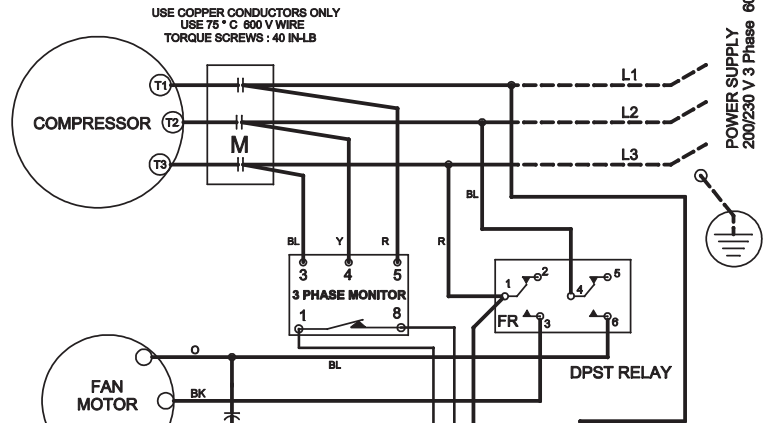 USE COPPER CONDUCTORS ONLY
USE 75 ° C 600 V WIRE
TORQUE SCREWS : 40 IN-LB
COMPRESSOR
T1
T2
T3
M
L1
L2
L3
POWER SUPPLY
200/230 V 3 Phase
BL
BL
Y
R
R
3
4
5
3 PHASE MONITOR
1
8
1
2
4
5
FR
3
6
DPST RELAY
O
BL
BK
FAN
MOTOR